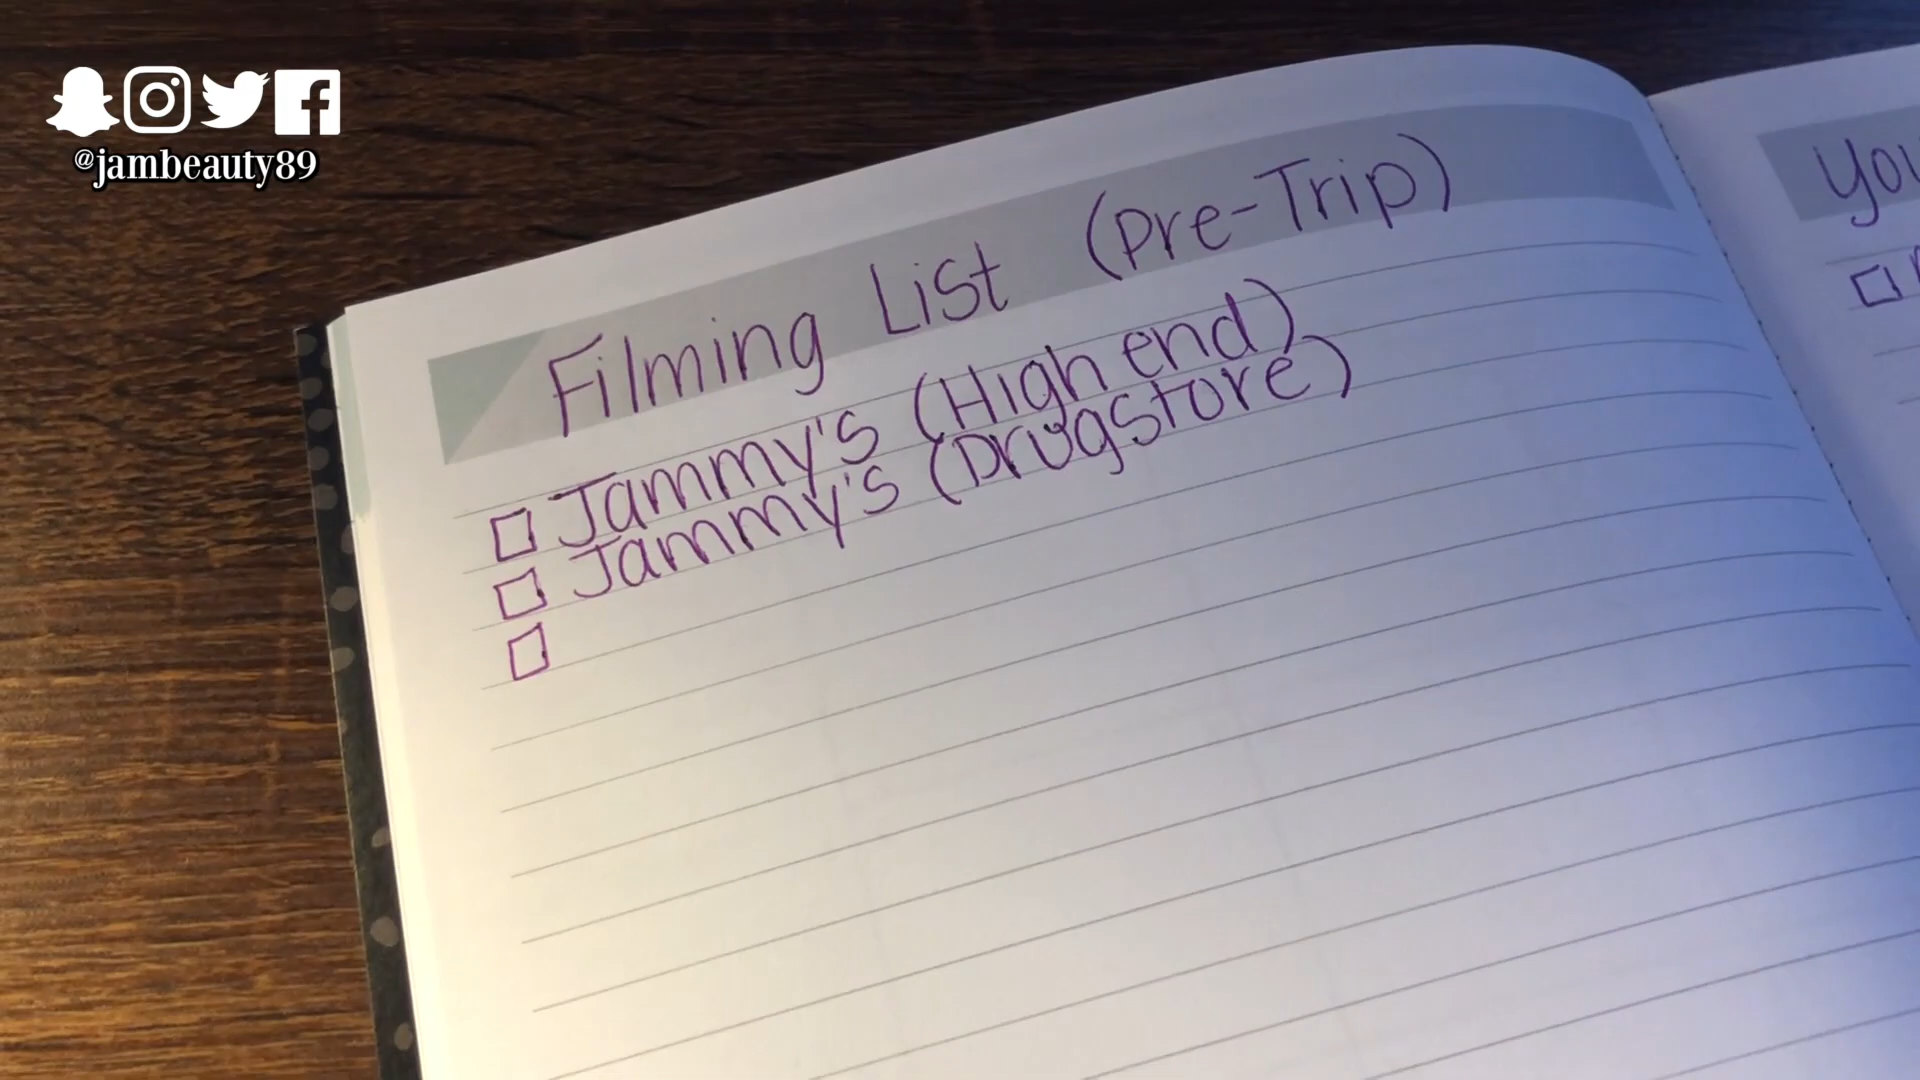 @jambeauty89
Filming List (Pre-Trip)
Jammy's (High end)
Jammy's (Drugstore)